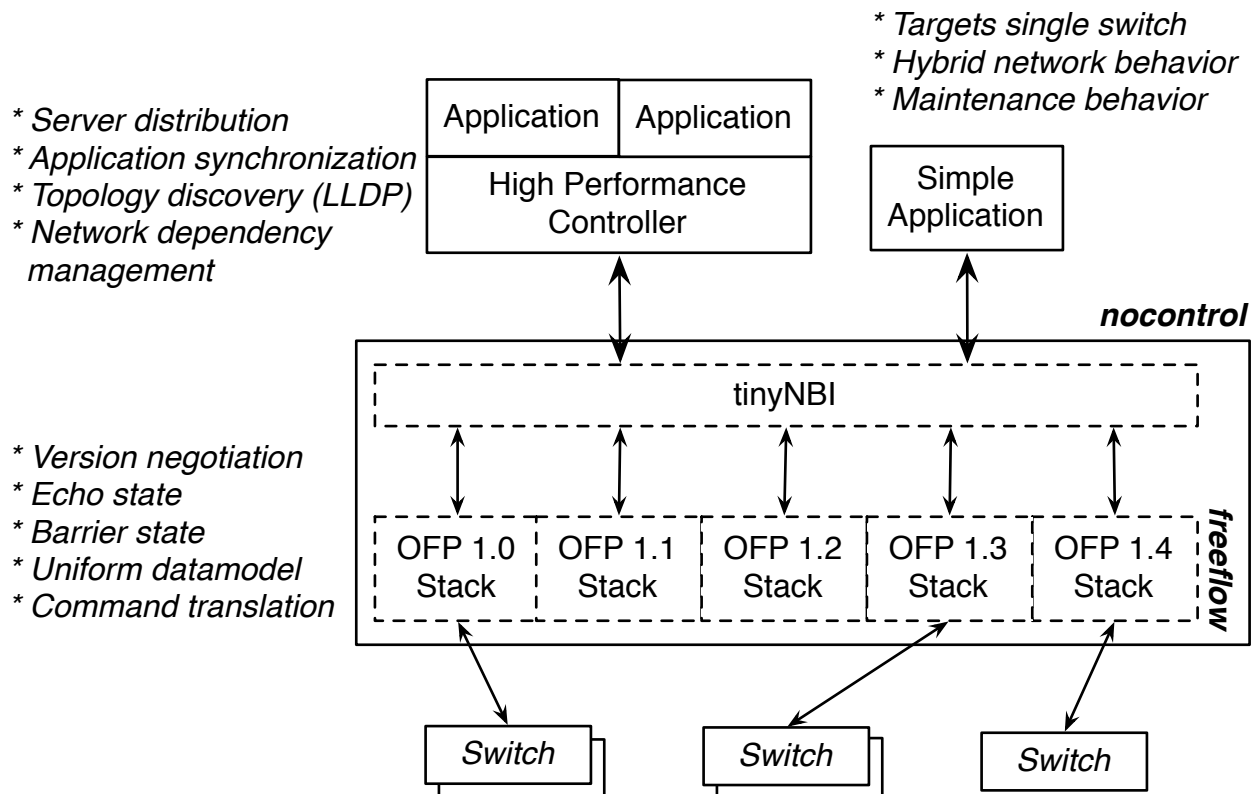 * Targets single switch
* Hybrid network behavior
* Maintenance behavior
* Server distribution
* Application synchronization
* Topology discovery (LLDP)
* Network dependency
management
Application Application
High Performance
Controller
Simple
Application
nocontrol
tinyNBI
* Version negotiation
* Echo state
* Barrier state
* Uniform datamodel
* Command translation
OFP 1.0 OFP 1.1 OFP 1.2 OFP 1.3 OFP 1.4
Stack Stack Stack Stack Stack
freeflow
Switch Switch Switch